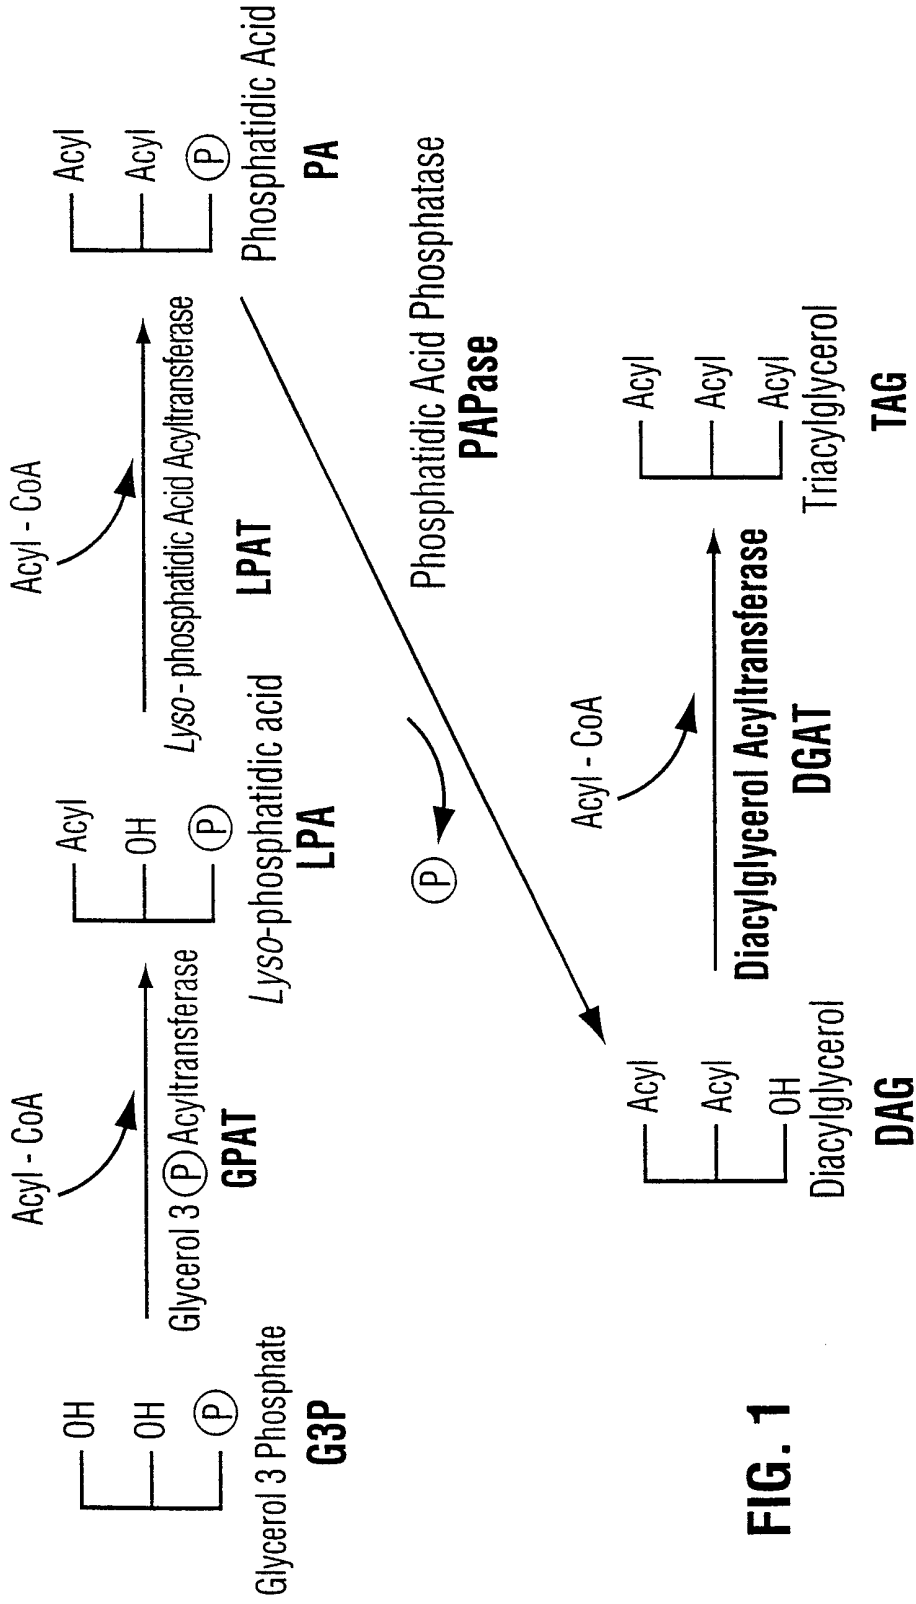 Acyl - CoA
Acyl - CoA
OH
OH
P
Glycerol 3 Phosphate
G3P
Glycerol 3 P Acyltransferase
GPAT
Acyl
OH
P
Lyso-phosphatidic acid
LPA
Lyso-phosphatidic Acid Acyltransferase
LPAT
Acyl
Acyl
P
Phosphatidic Acid
PA
P
Phosphatidic Acid Phosphatase
PAPase
Acyl
Acyl
OH
Diacylglycerol
DAG
Acyl - CoA
Diacylglycerol Acyltransferase
DGAT
Acyl
Acyl
Acyl
Triacylglycerol
TAG
FIG. 1